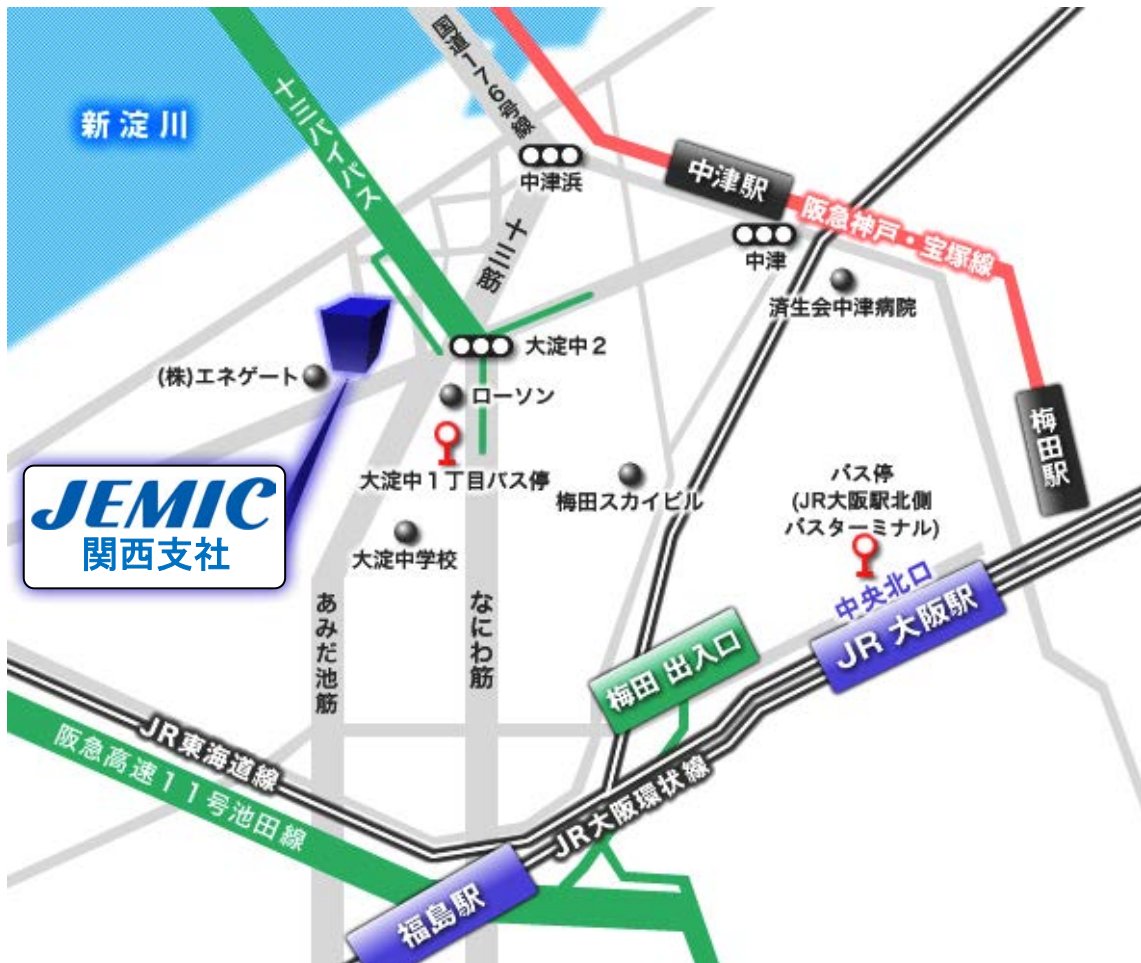 国道176号線
新淀川
十三バイパス
中津浜
中津駅
阪急神戸・宝塚線
十三筋
中津
済生会中津病院
大淀中2
(株)エネゲート
ローソン
梅田駅
大淀中1丁目バス停
梅田スカイビル
バス停
(JR大阪駅北側
バスターミナル)
JEMIC
関西支社
大淀中学校
中央北口
JR 大阪駅
あみだ池筋
なにわ筋
梅田 出入口
JR東海道線
阪急高速11号池田線
JR大阪環状線
福島駅